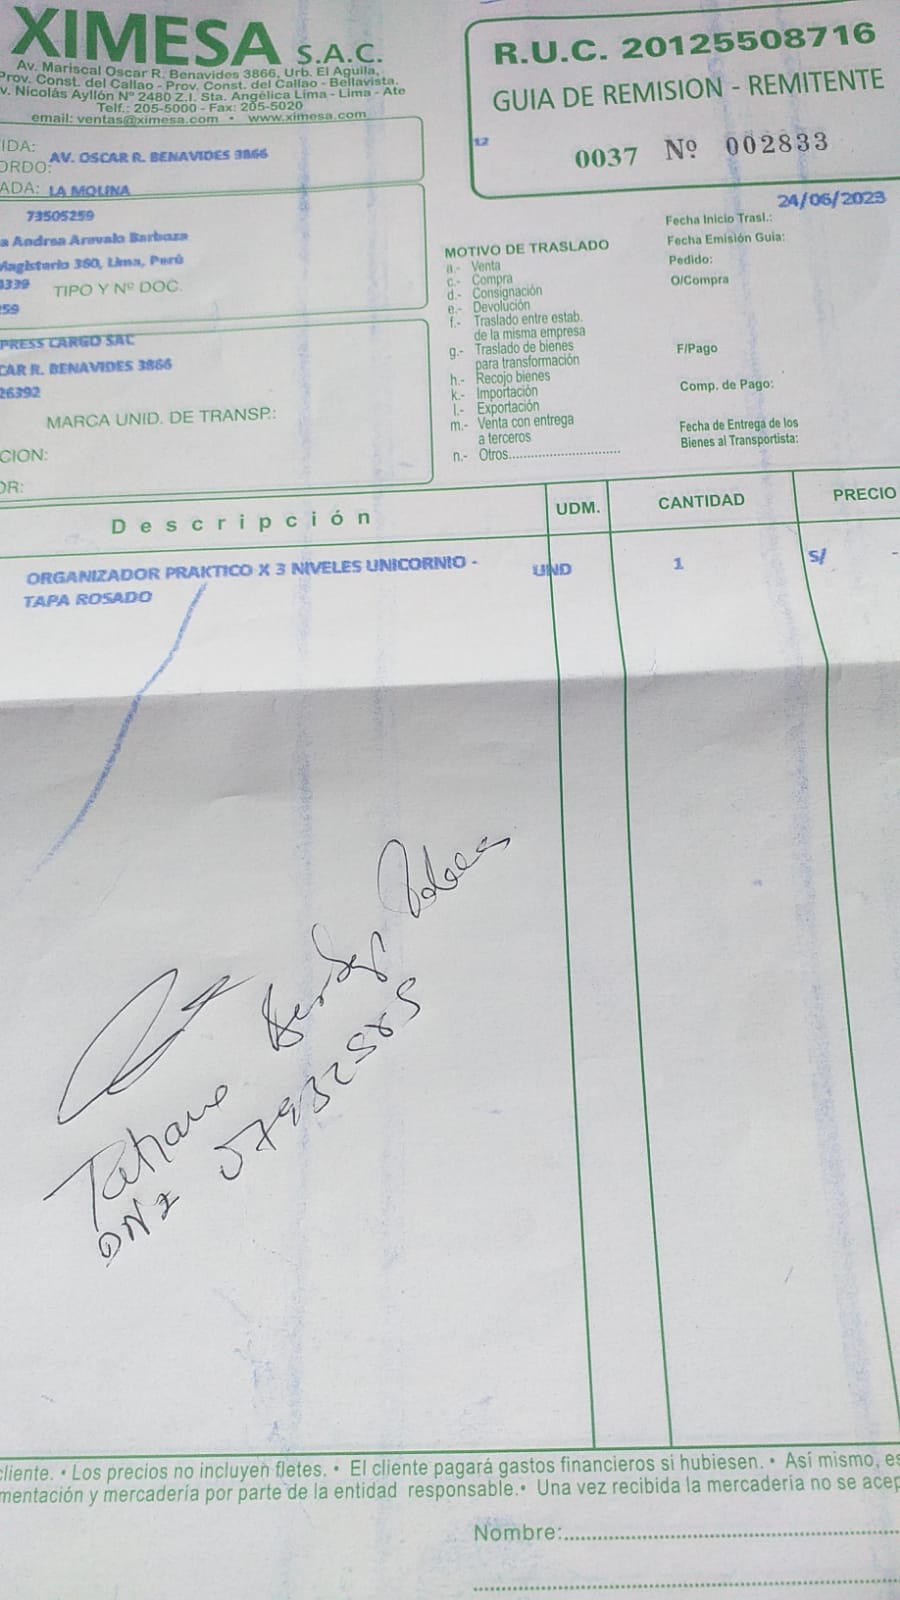 XIMESA S.A.C.
Av. Mariscal Oscar R. Benavides 3866, Urb. El Aguila,
Prov. Const. del Callao - Prov. Const. del Callao - Bellavista.
v. Nicolás Ayllón Nº 2480 Z.I. Sta. Angélica Lima - Lima - Ate
Telf.: 205-5000 - Fax: 205-5020
email: ventas@ximesa.com • www.ximesa.com
R.U.C. 20125508716
GUIA DE REMISION - REMITENTE
12
0037 Nº 002833
IDA:
ORDO:
AV. OSCAR R. BENAVIDES 3866
ADA: LA MOLINA
73505259
a Andrea Arevalo Barboza
Magisterio 360, Lima, Perú
4339 TIPO Y Nº DOC.
259
PRESS CARGO SAC
CAR R. BENAVIDES 3866
26392
MARCA UNID. DE TRANSP.:
CION:
OR:
MOTIVO DE TRASLADO
a.- Venta
c.- Compra
d.- Consignación
e.- Devolución
f.- Traslado entre estab.
de la misma empresa
g.- Traslado de bienes
para transformación
h.- Recojo bienes
k.- Importación
l.- Exportación
m.- Venta con entrega
a terceros
n.- Otros..............................
24/06/2023
Fecha Inicio Trasl.:
Fecha Emisión Guia:
Pedido:
O/Compra
F/Pago
Comp. de Pago:
Fecha de Entrega de los
Bienes al Transportista:
Descripción UDM. CANTIDAD PRECIO
ORGANIZADOR PRAKTICO X 3 NIVELES UNICORNIO - UND 1 S/ -
TAPA ROSADO
Tatiana
DNI
cliente. • Los precios no incluyen fletes. • El cliente pagará gastos financieros si hubiesen. • Así mismo, es
mentación y mercadería por parte de la entidad responsable. • Una vez recibida la mercaderia no se acep
Nombre: